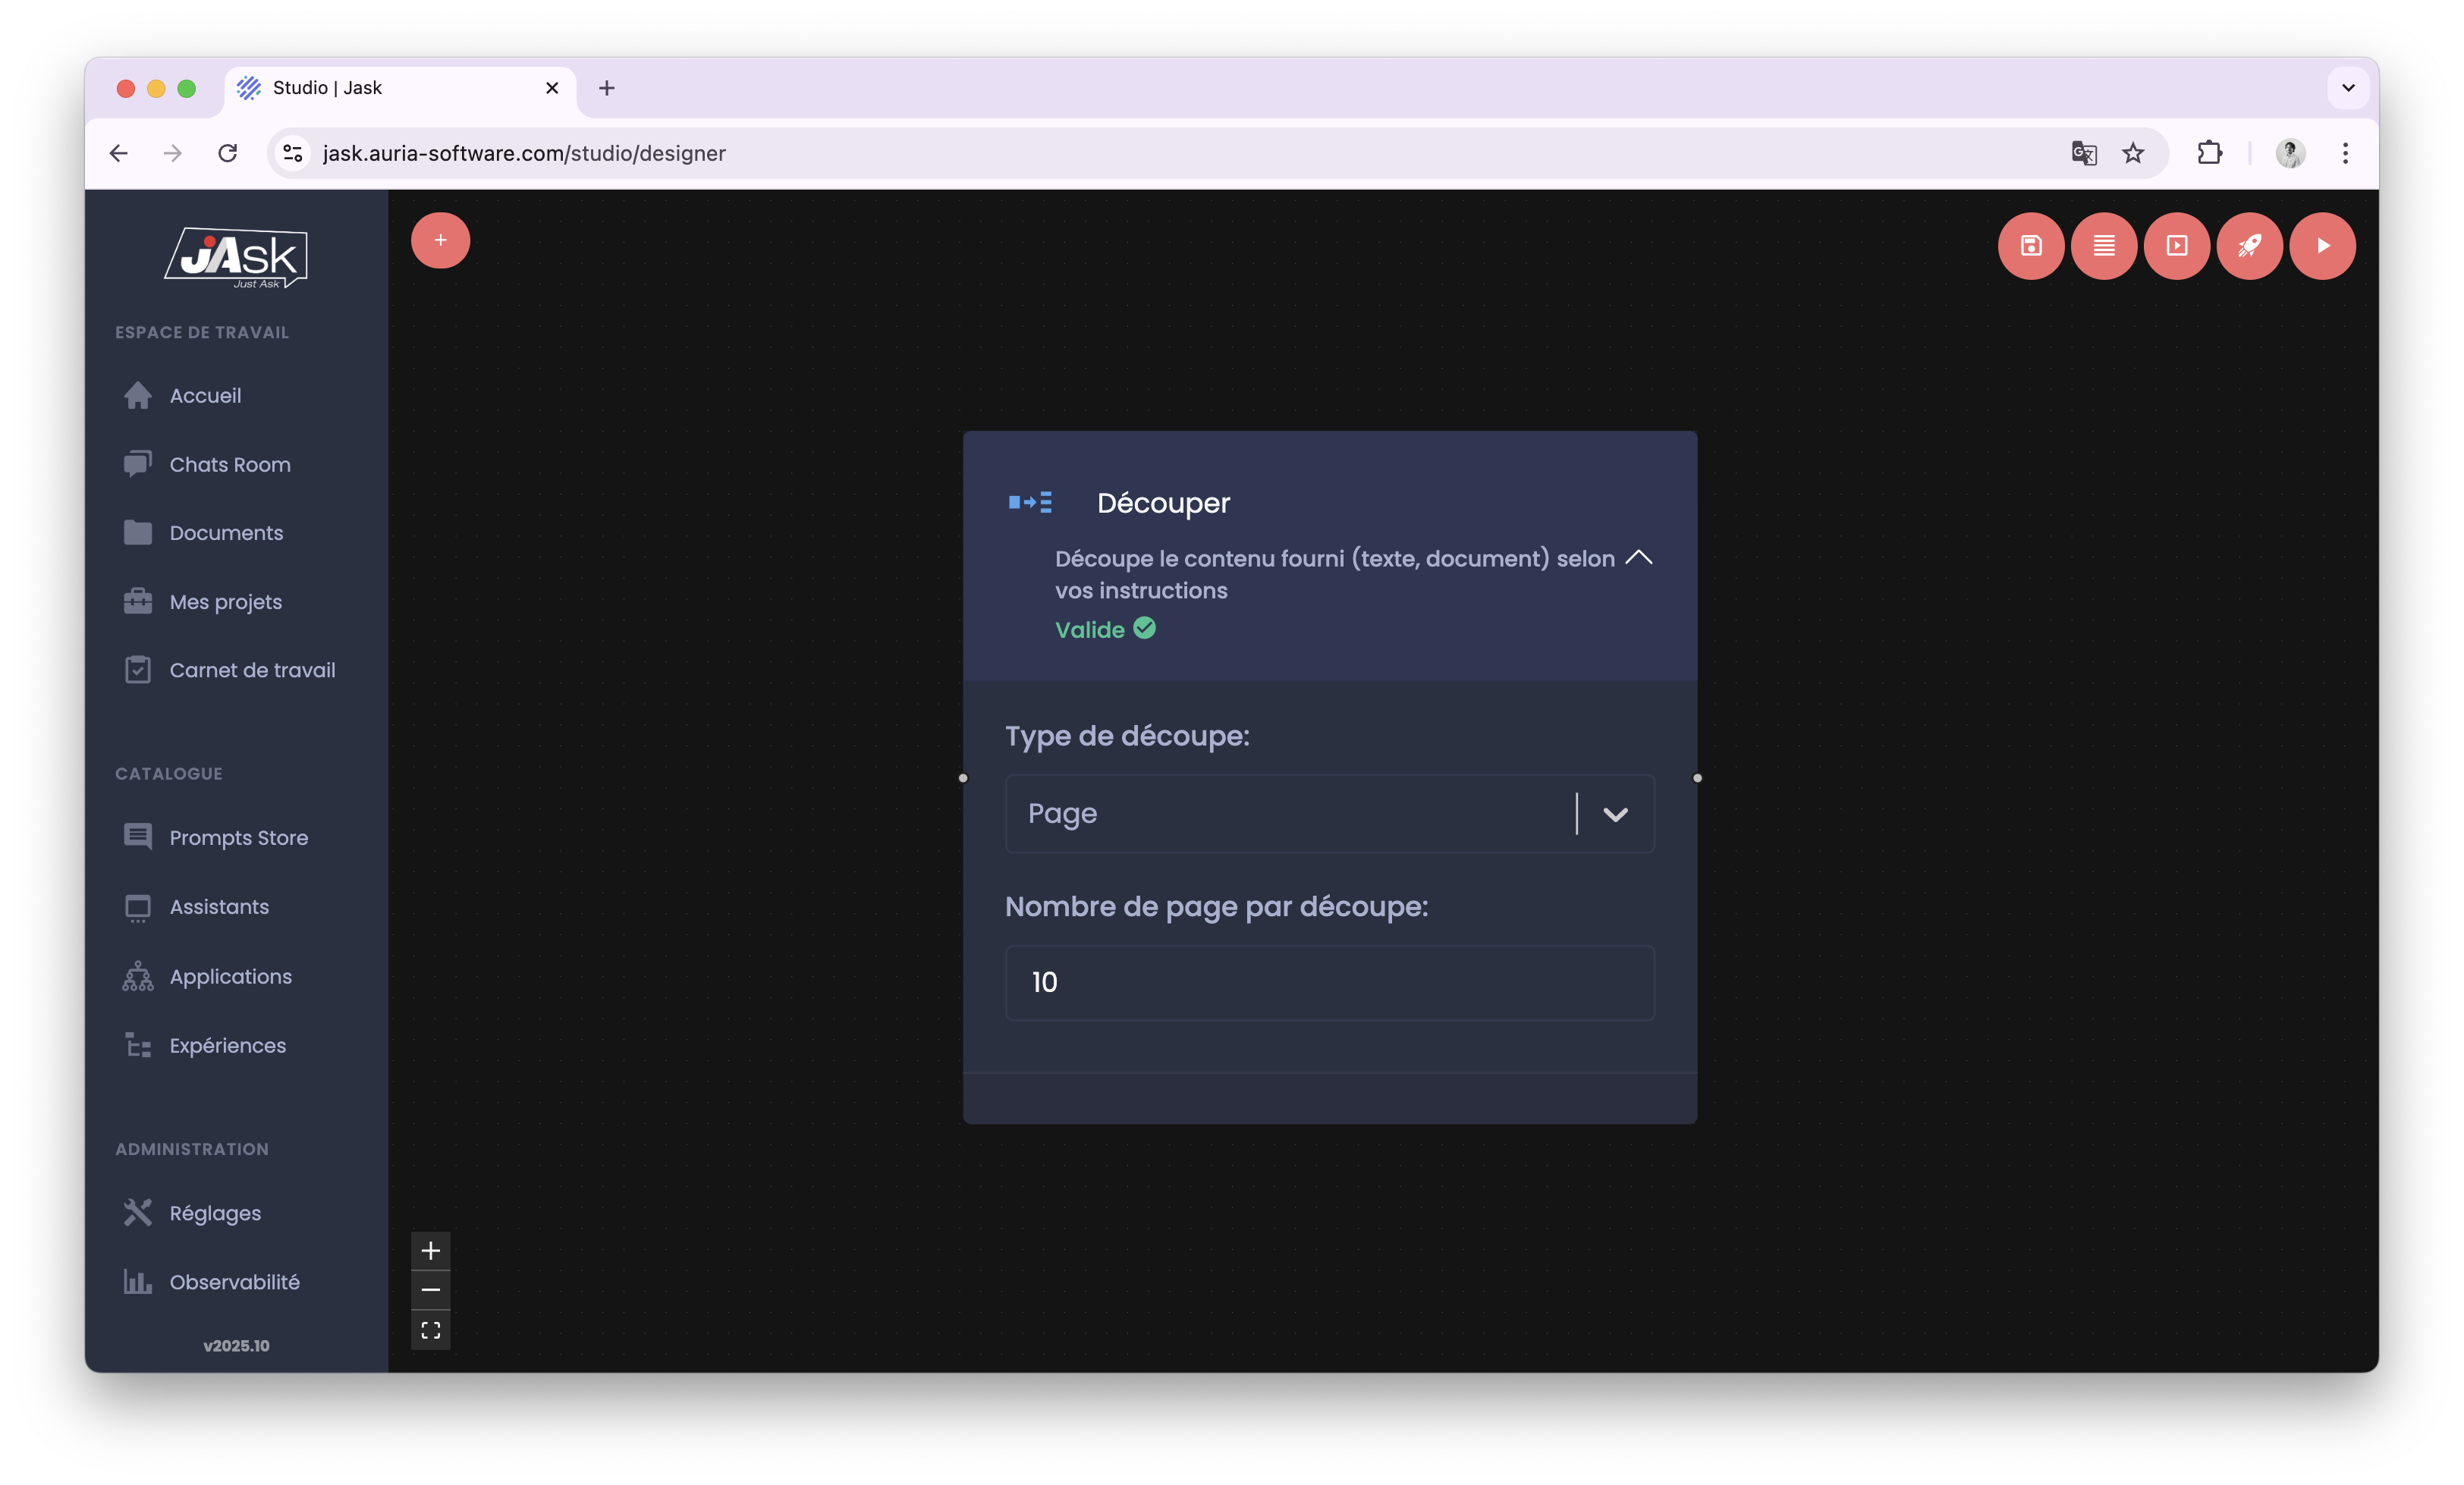 Studio | Jask
jask.auria-software.com/studio/designer
jAsk
Just Ask
ESPACE DE TRAVAIL
Accueil
Chats Room
Documents
Mes projets
Carnet de travail
CATALOGUE
Prompts Store
Assistants
Applications
Expériences
ADMINISTRATION
Réglages
Observabilité
v2025.10
Découper
Découpe le contenu fourni (texte, document) selon
vos instructions
Valide
Type de découpe:
Page
Nombre de page par découpe:
10